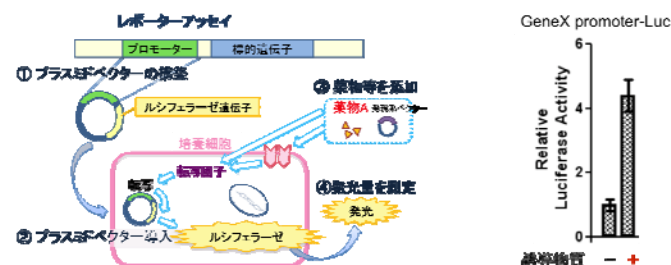 レポーターアッセイ
プロモーター
標的遺伝子
① プラスミドベクターの構築
ルシフェラーゼ遺伝子
③ 薬物等を添加
薬物A
発現系ベクター
培養細胞
転写因子
転写
④発光量を測定
発光
② プラスミドベクター導入
ルシフェラーゼ
GeneX promoter-Luc
Relative
Luciferase Activity
6
4
2
0
誘導物質 − +